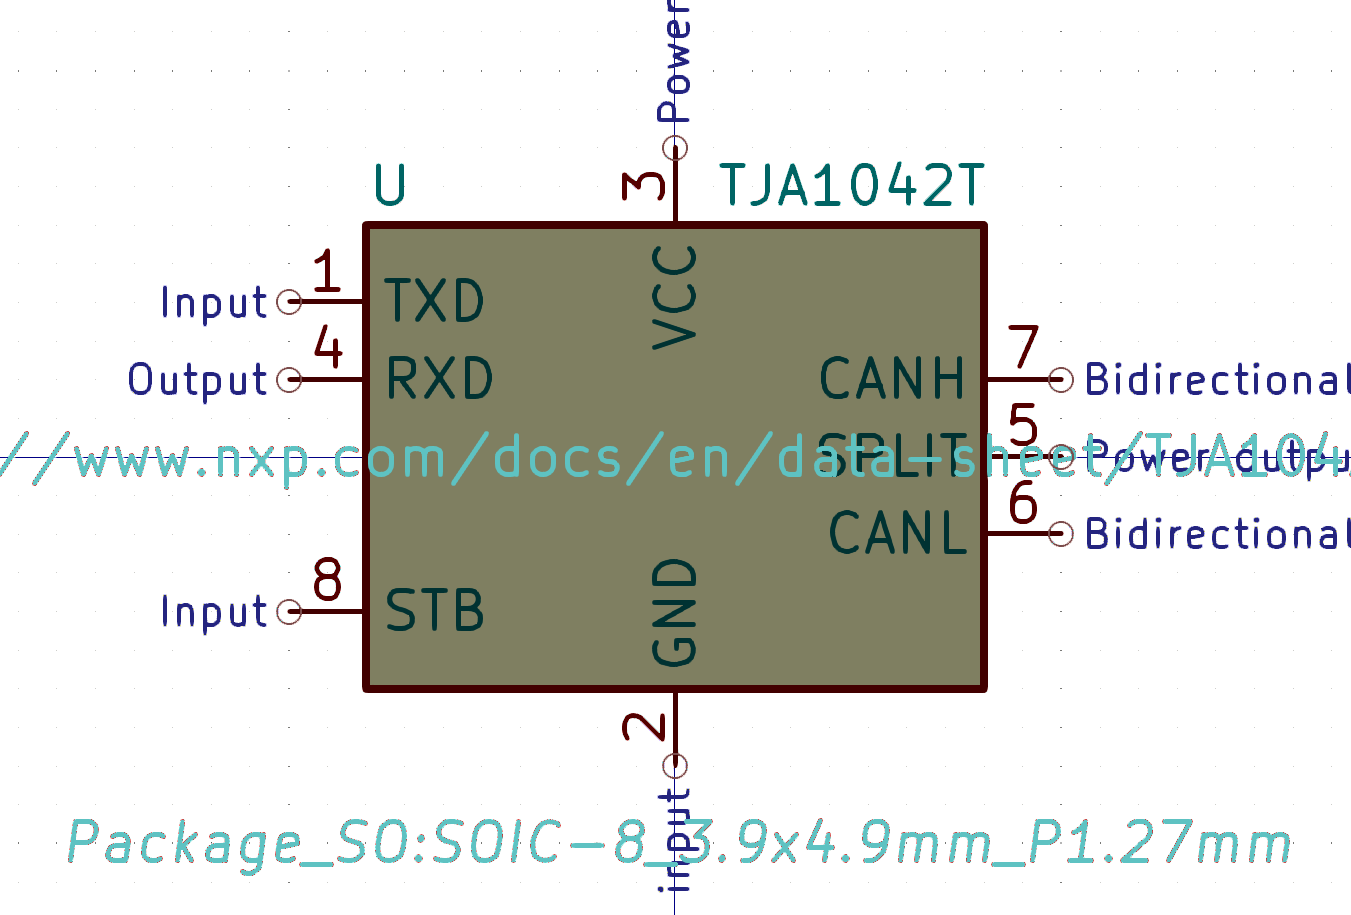 Power
U
TJA1042T
3
1
VCC
Input
TXD
4
7
Output
RXD
CANH
Bidirectional
5
//www.nxp.com/docs/en/data-sheet/TJA104
SPLIT
Power outpu
6
CANL
Bidirectional
8
GND
Input
STB
2
input
Package_SO:SOIC-8_3.9x4.9mm_P1.27mm